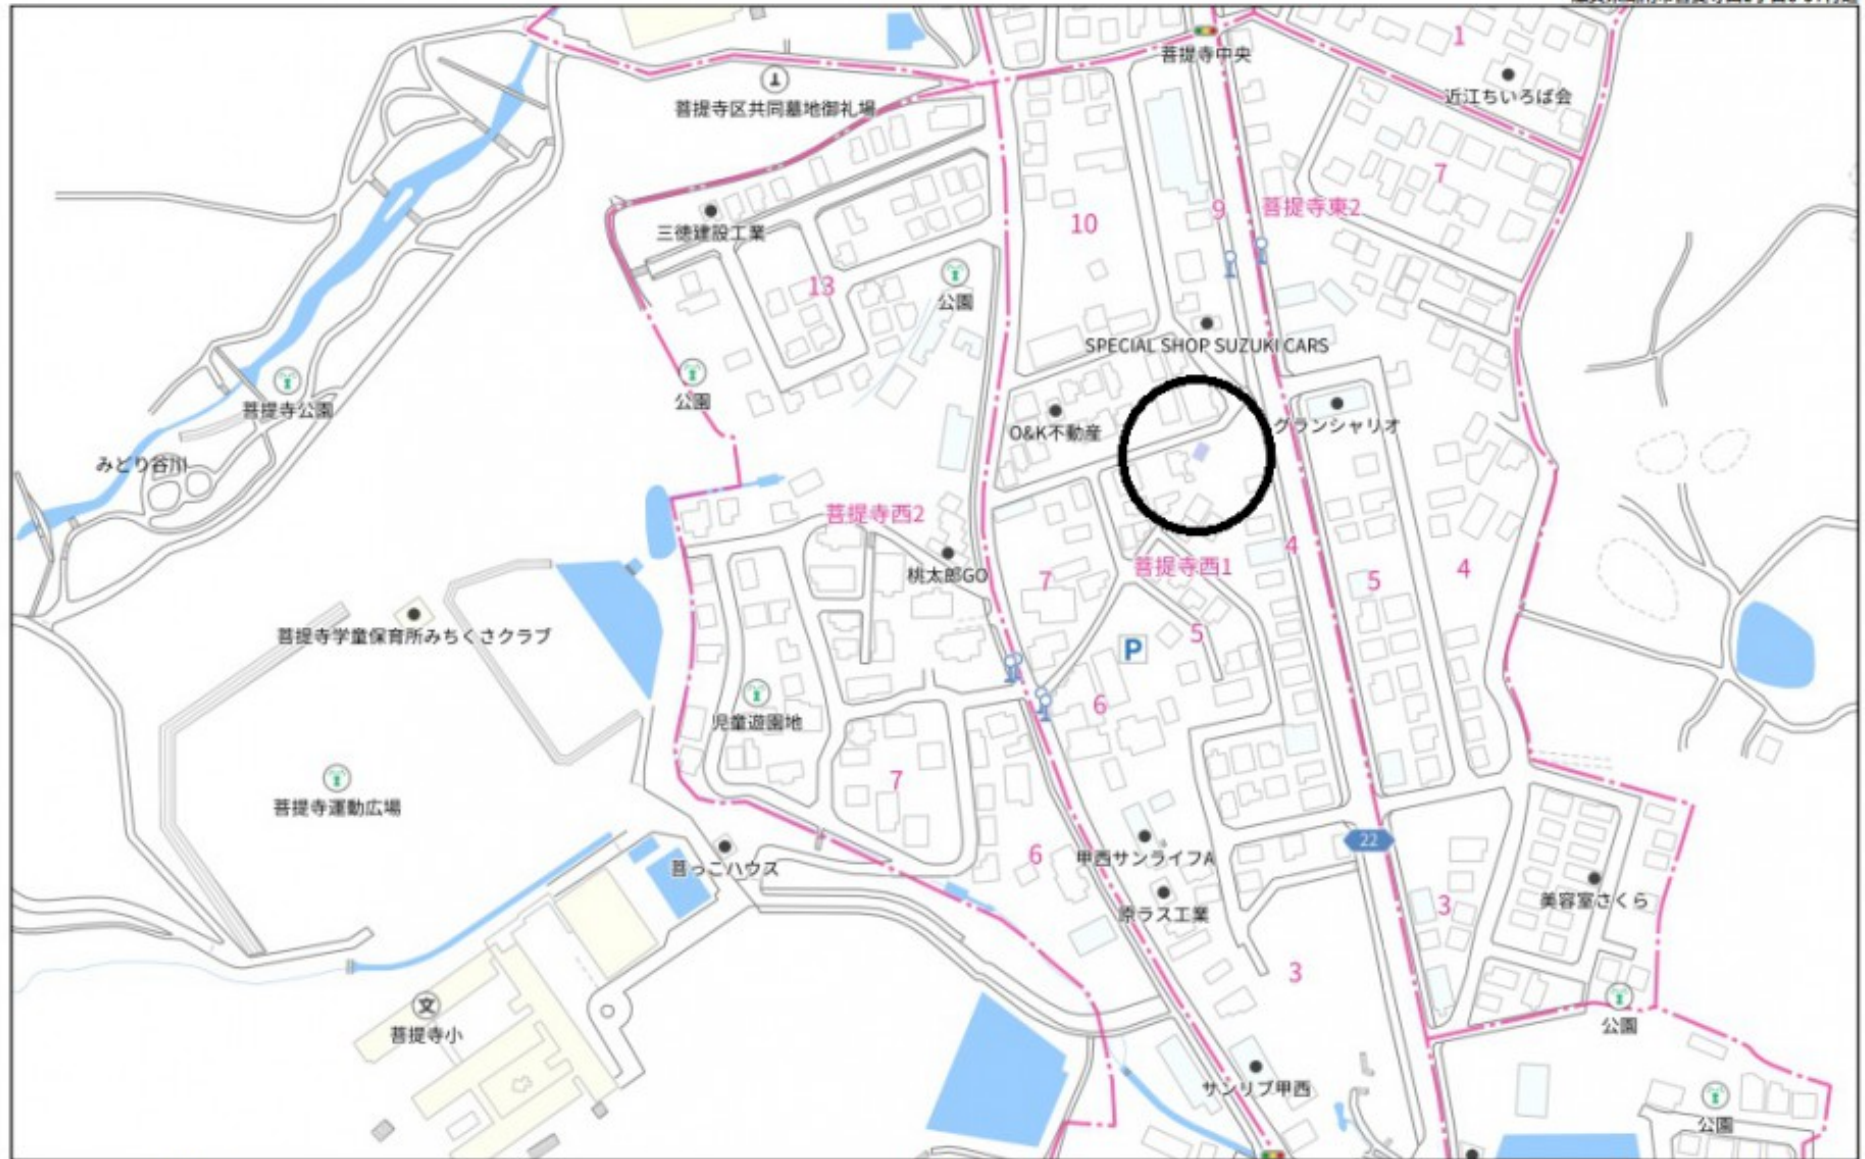 菩提寺中央
1
近江ちいろば会
菩提寺区共同墓地御礼場
7
三徳建設工業
10
9
菩提寺東2
13
公園
SPECIAL SHOP SUZUKI CARS
公園
菩提寺公園
O&K不動産
グランシャリオ
みどり谷川
菩提寺西2
桃太郎GO
菩提寺西1
4
7
5
4
菩提寺学童保育所みちくさクラブ
5
P
6
児童遊園地
7
菩提寺運動広場
22
6
甲西サンライフA
菩っこハウス
原ラス工業
3
美容室さくら
3
菩提寺小
文
公園
サンリブ甲西
公園